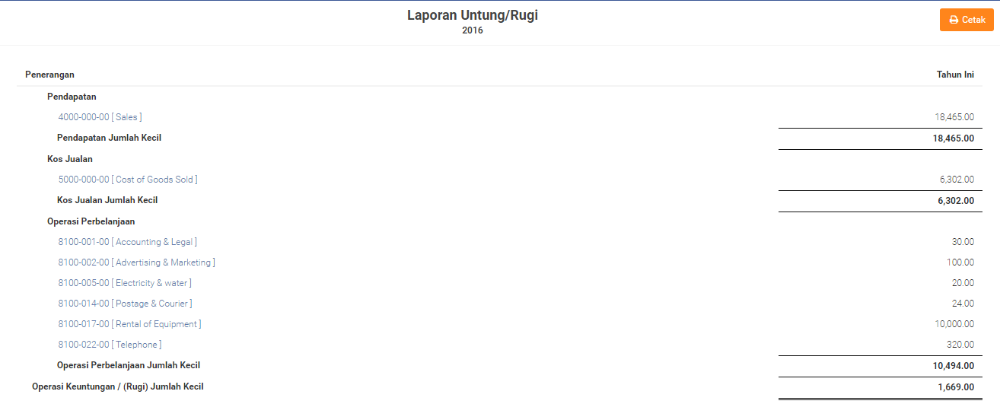 Laporan Untung/Rugi
2016
Cetak
Penerangan Tahun Ini
Pendapatan
4000-000-00 [ Sales ] 18,465.00
Pendapatan Jumlah Kecil 18,465.00
Kos Jualan
5000-000-00 [ Cost of Goods Sold ] 6,302.00
Kos Jualan Jumlah Kecil 6,302.00
Operasi Perbelanjaan
8100-001-00 [ Accounting & Legal ] 30.00
8100-002-00 [ Advertising & Marketing ] 100.00
8100-005-00 [ Electricity & water ] 20.00
8100-014-00 [ Postage & Courier ] 24.00
8100-017-00 [ Rental of Equipment ] 10,000.00
8100-022-00 [ Telephone ] 320.00
Operasi Perbelanjaan Jumlah Kecil 10,494.00
Operasi Keuntungan / (Rugi) Jumlah Kecil 1,669.00